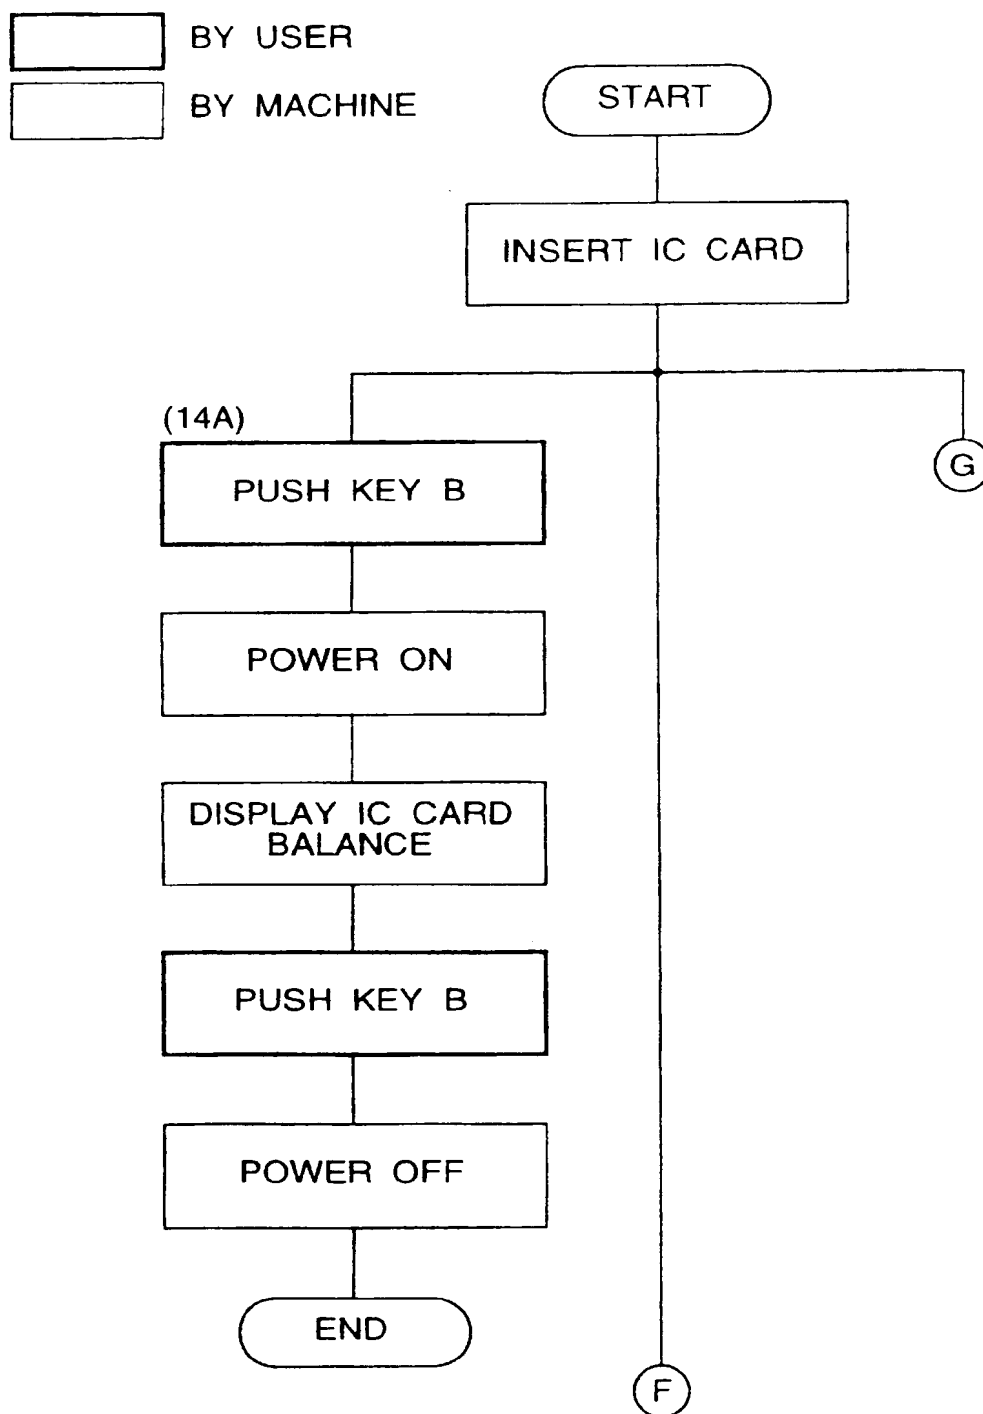 BY USER
BY MACHINE
START
INSERT IC CARD
(14A)
G
PUSH KEY B
POWER ON
DISPLAY IC CARD
BALANCE
PUSH KEY B
POWER OFF
END
F